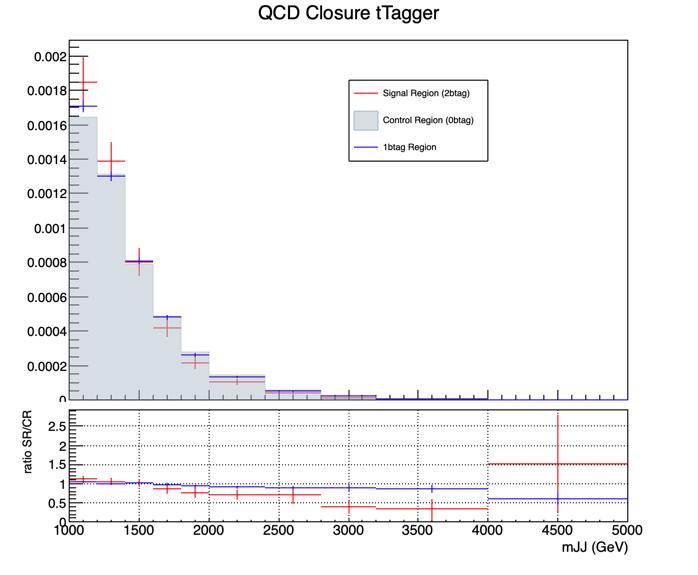 QCD Closure tTagger
0.002
0.0018
0.0016
0.0014
0.0012
0.001
0.0008
0.0006
0.0004
0.0002
0
Signal Region (2btag)
Control Region (0btag)
1btag Region
ratio SR/CR
2.5
2
1.5
1
0.5
0
1000 1500 2000 2500 3000 3500 4000 4500 5000
mJJ (GeV)